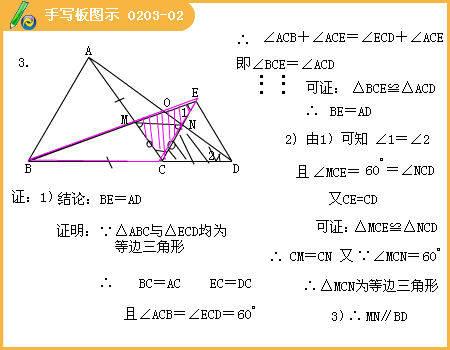 手写板图示 0203-02
3.
A
O
E
M
1
N
B
C
2
D
证：1）结论：BE＝AD
证明：∵△ABC与△ECD均为
等边三角形
∴ BC＝AC EC＝DC
且∠ACB＝∠ECD＝60°
∴ ∠ACB＋∠ACE＝∠ECD＋∠ACE
即∠BCE＝∠ACD
可证：△BCE≌△ACD
∴ BE＝AD
2）由1）可知 ∠1＝∠2
且∠MCE＝60°＝∠NCD
又CE=CD
可证：△MCE≌△NCD
∴ CM＝CN 又∵∠MCN＝60°
∴△MCN为等边三角形
3）∴ MN∥BD